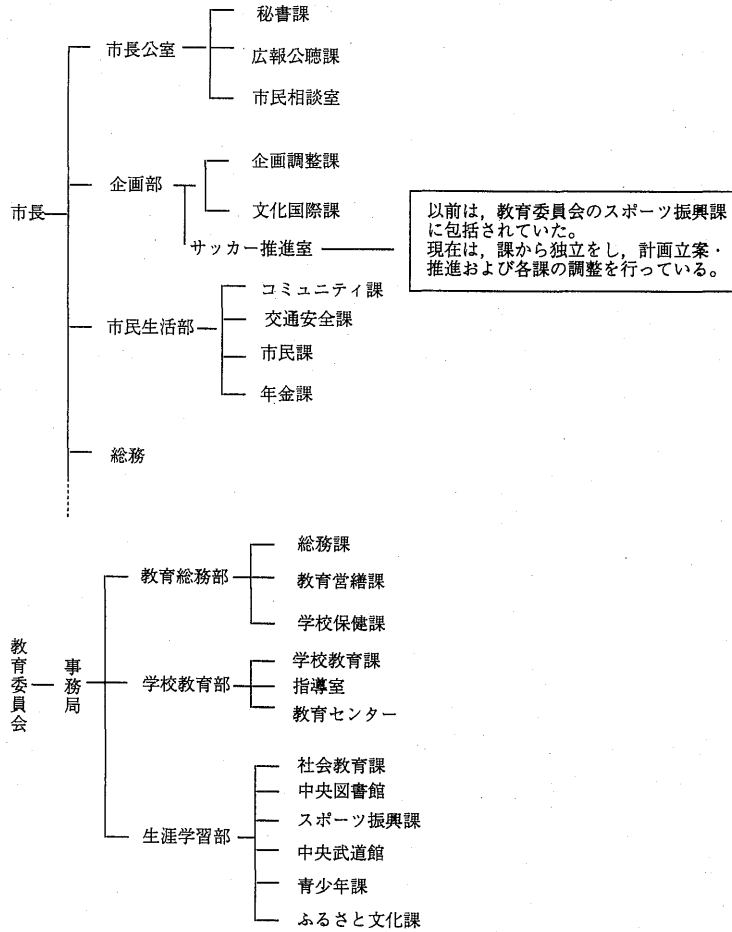 秘書課
市長公室
広報公聴課
市民相談室
企画調整課
企画部
文化国際課
市長
サッカー推進室
以前は，教育委員会のスポーツ振興課
に包括されていた。
現在は，課から独立をし，計画立案・
推進および各課の調整を行っている。
コミュニティ課
交通安全課
市民生活部
市民課
年金課
総務
総務課
教育総務部
教育営繕課
学校保健課
教育委員会
事務局
学校教育課
学校教育部
指導室
教育センター
社会教育課
中央図書館
スポーツ振興課
生涯学習部
中央武道館
青少年課
ふるさと文化課